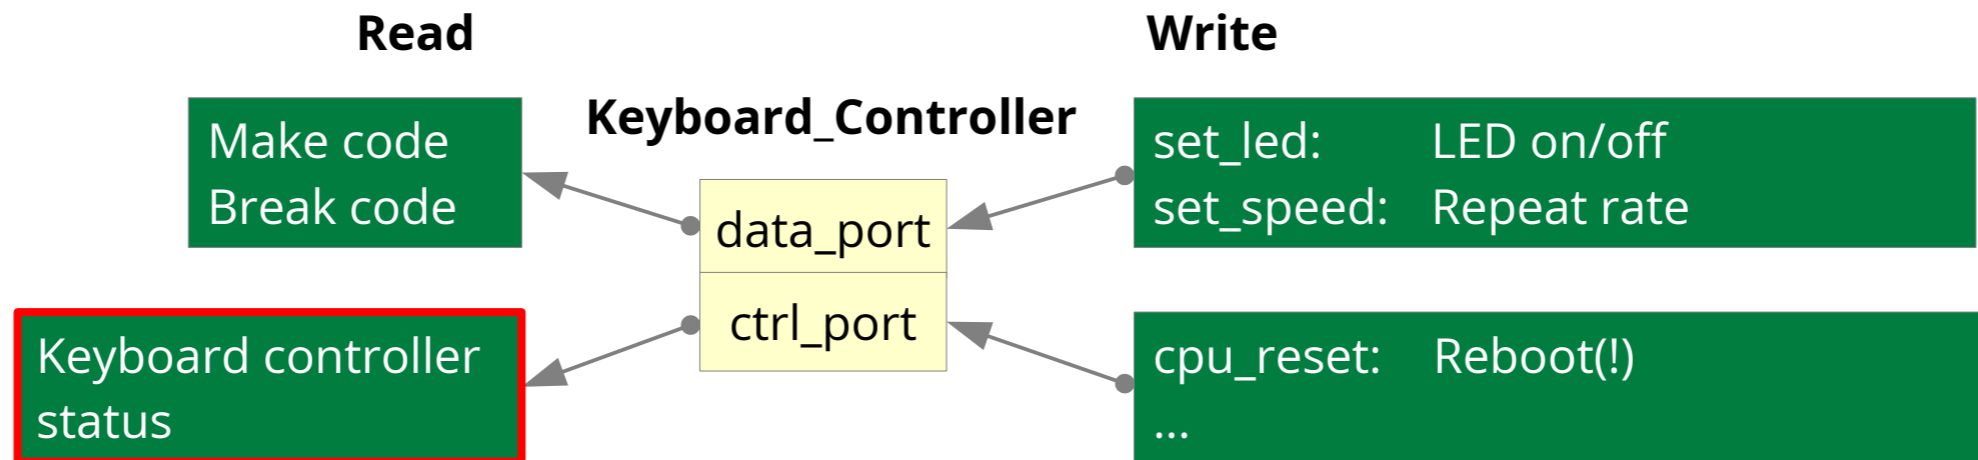 Read
Write
Keyboard_Controller
Make code
Break code
data_port
set_led: LED on/off
set_speed: Repeat rate
ctrl_port
Keyboard controller
status
cpu_reset: Reboot(!)
...